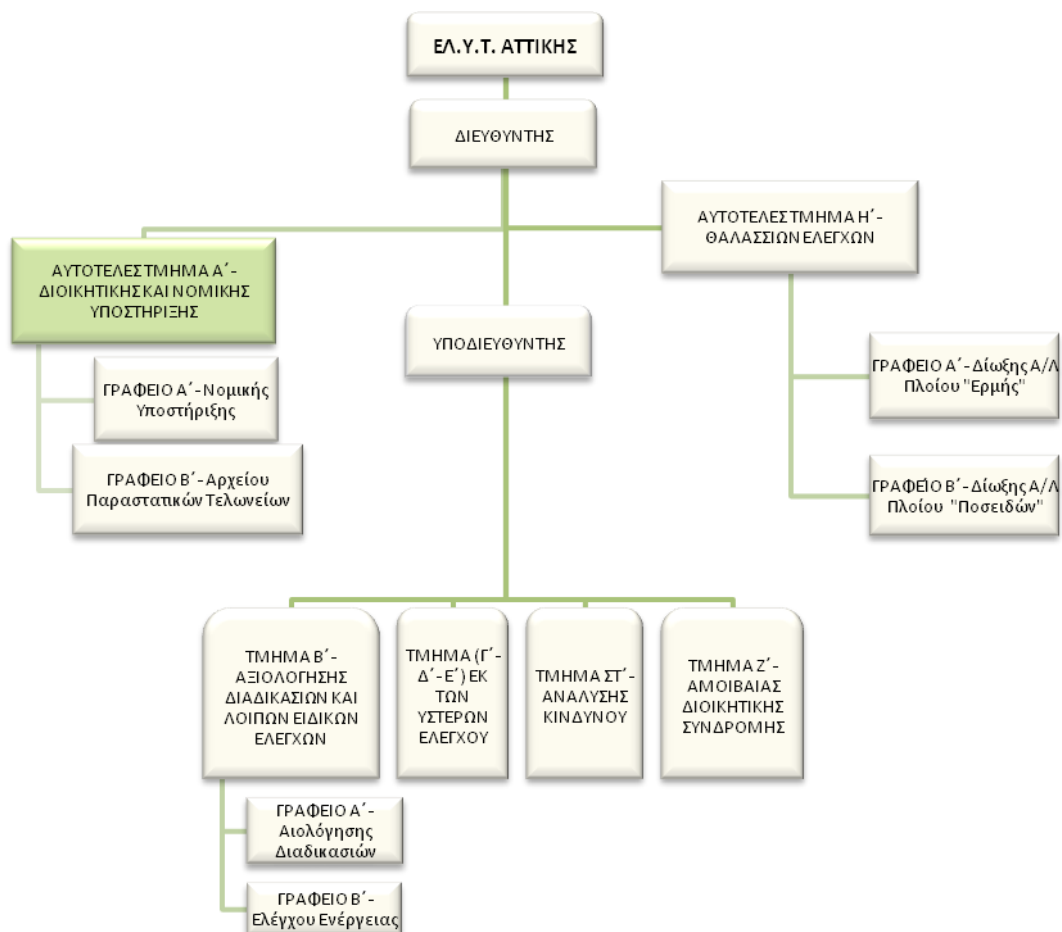 ΕΛ.Υ.Τ. ΑΤΤΙΚΗΣ
ΔΙΕΥΘΥΝΤΗΣ
ΑΥΤΟΤΕΛΕΣ ΤΜΗΜΑ Η΄-
ΘΑΛΑΣΣΙΩΝ ΕΛΕΓΧΩΝ
ΑΥΤΟΤΕΛΕΣ ΤΜΗΜΑ Α΄-
ΔΙΟΙΚΗΤΙΚΗΣ ΚΑΙ ΝΟΜΙΚΗΣ
ΥΠΟΣΤΗΡΙΞΗΣ
ΥΠΟΔΙΕΥΘΥΝΤΗΣ
ΓΡΑΦΕΙΟ Α΄- Νομικής
Υποστήριξης
ΓΡΑΦΕΙΟ Β΄- Αρχείου
Παραστατικών Τελωνείων
ΓΡΑΦΕΙΟ Α΄- Δίωξης Α/Λ
Πλοίου "Ερμής"
ΓΡΑΦΕΊΟ Β΄- Δίωξης Α/Λ
Πλοίου "Ποσειδών"
ΤΜΗΜΑ Β΄-
ΑΞΙΟΛΟΓΗΣΗΣ
ΔΙΑΔΙΚΑΣΙΩΝ ΚΑΙ
ΛΟΙΠΩΝ ΕΙΔΙΚΩΝ
ΕΛΕΓΧΩΝ
ΤΜΗΜΑ (Γ΄-
Δ΄- Ε΄) ΕΚ
ΤΩΝ
ΥΣΤΕΡΩΝ
ΕΛΕΓΧΟΥ
ΤΜΗΜΑ ΣΤ΄-
ΑΝΑΛΥΣΗΣ
ΚΙΝΔΥΝΟΥ
ΤΜΗΜΑ Ζ΄-
ΑΜΟΙΒΑΙΑΣ
ΔΙΟΙΚΗΤΙΚΗΣ
ΣΥΝΔΡΟΜΗΣ
ΓΡΑΦΕΙΟ Α΄-
Αιολόγησης
Διαδικασιών
ΓΡΑΦΕΙΟ Β΄-
Ελέγχου Ενέργειας